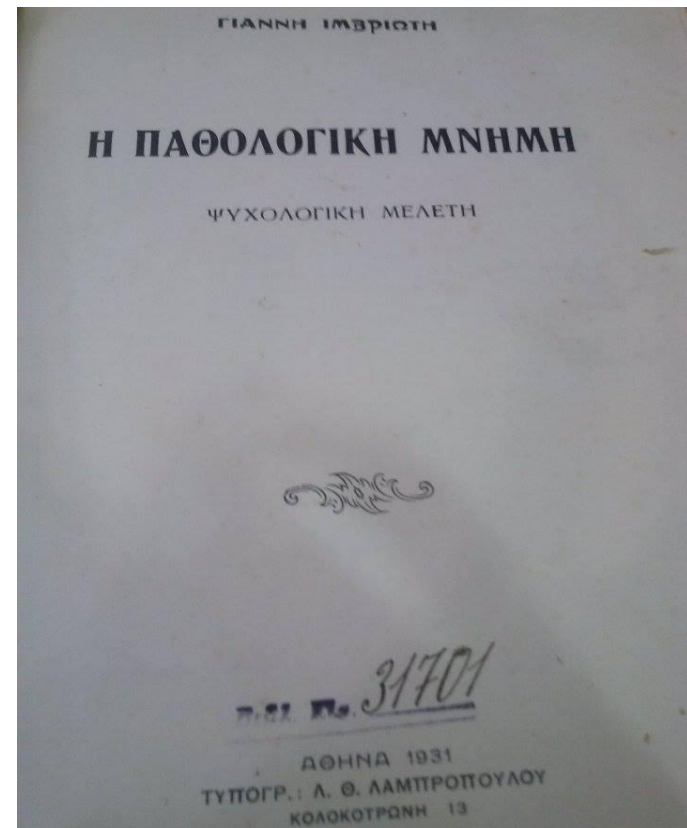 ΓΙΑΝΝΗ ΙΜΒΡΙΩΤΗ
Η ΠΑΘΟΛΟΓΙΚΗ ΜΝΗΜΗ
ΨΥΧΟΛΟΓΙΚΗ ΜΕΛΕΤΗ
31701
ΑΘΗΝΑ 1931
ΤΥΠΟΓΡ.: Λ. Θ. ΛΑΜΠΡΟΠΟΥΛΟΥ
ΚΟΛΟΚΟΤΡΩΝΗ 13